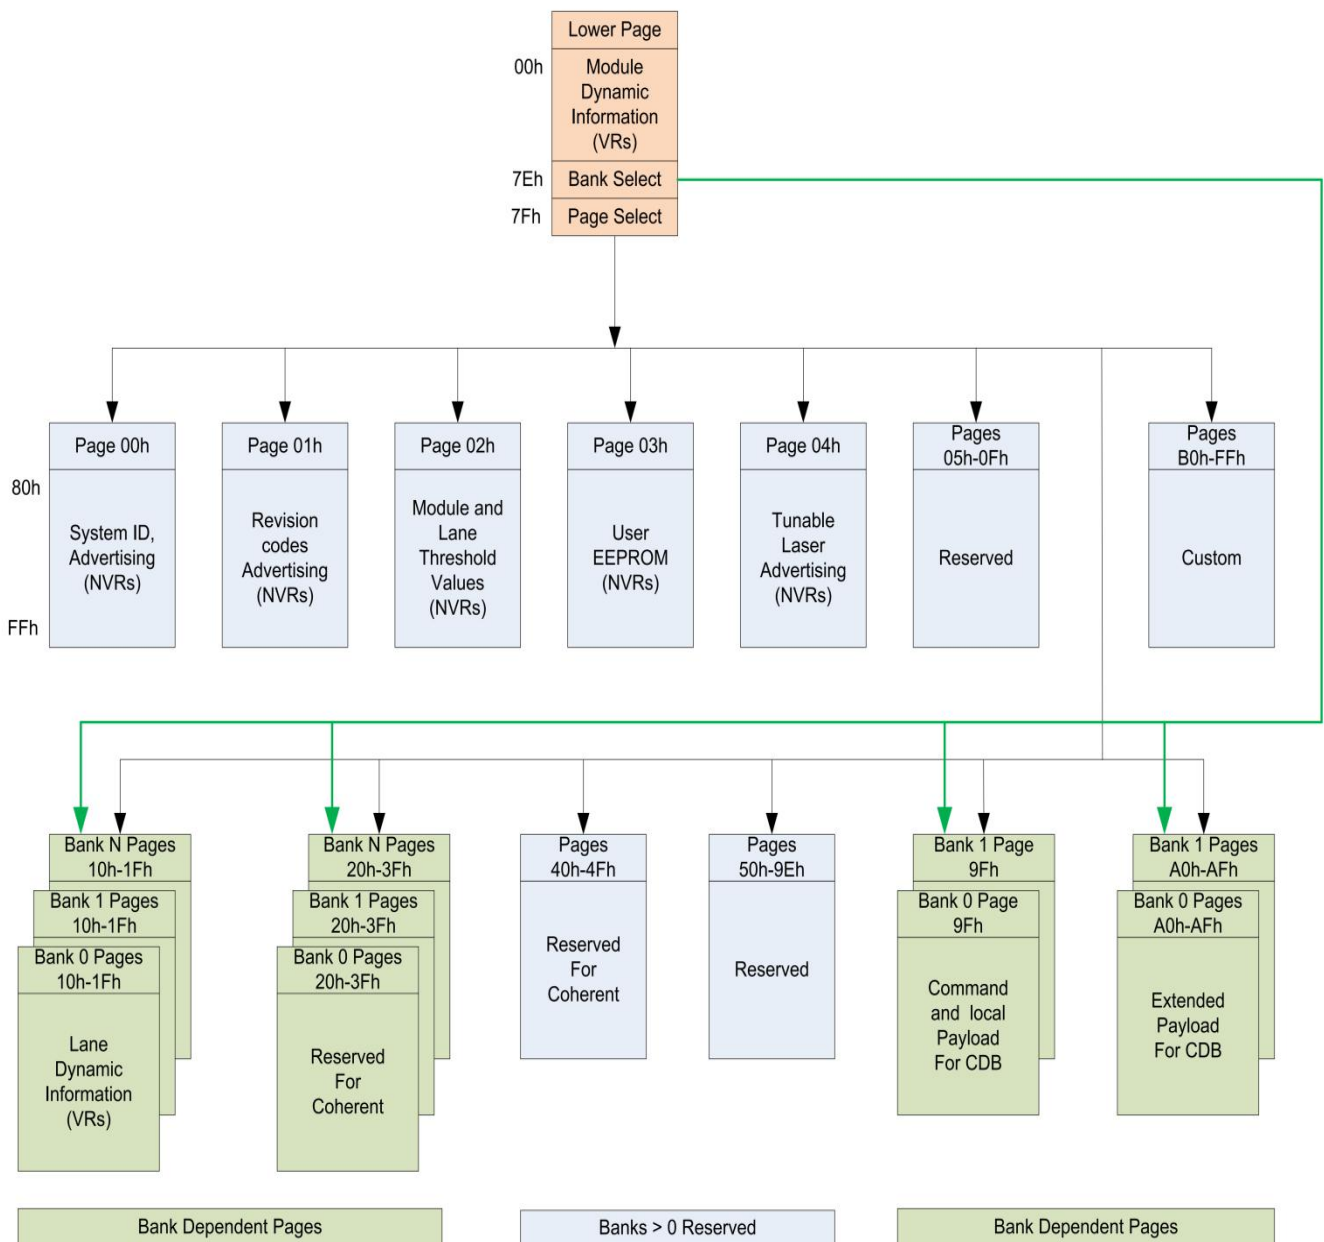 Lower Page
00h
Module
Dynamic
Information
(VRs)
7Eh
Bank Select
7Fh
Page Select
Page 00h
Page 01h
Page 02h
Page 03h
Page 04h
Pages
05h-0Fh
Pages
B0h-FFh
80h
FFh
System ID,
Advertising
(NVRs)
Revision
codes
Advertising
(NVRs)
Module and
Lane
Threshold
Values
(NVRs)
User
EEPROM
(NVRs)
Tunable
Laser
Advertising
(NVRs)
Reserved
Custom
Bank N Pages
10h-1Fh
Bank 1 Pages
10h-1Fh
Bank 0 Pages
10h-1Fh
Lane
Dynamic
Information
(VRs)
Bank N Pages
20h-3Fh
Bank 1 Pages
20h-3Fh
Bank 0 Pages
20h-3Fh
Reserved
For
Coherent
Pages
40h-4Fh
Reserved
For
Coherent
Pages
50h-9Eh
Reserved
Bank 1 Page
9Fh
Bank 0 Page
9Fh
Command
and local
Payload
For CDB
Bank 1 Pages
A0h-AFh
Bank 0 Pages
A0h-AFh
Extended
Payload
For CDB
Bank Dependent Pages
Banks > 0 Reserved
Bank Dependent Pages